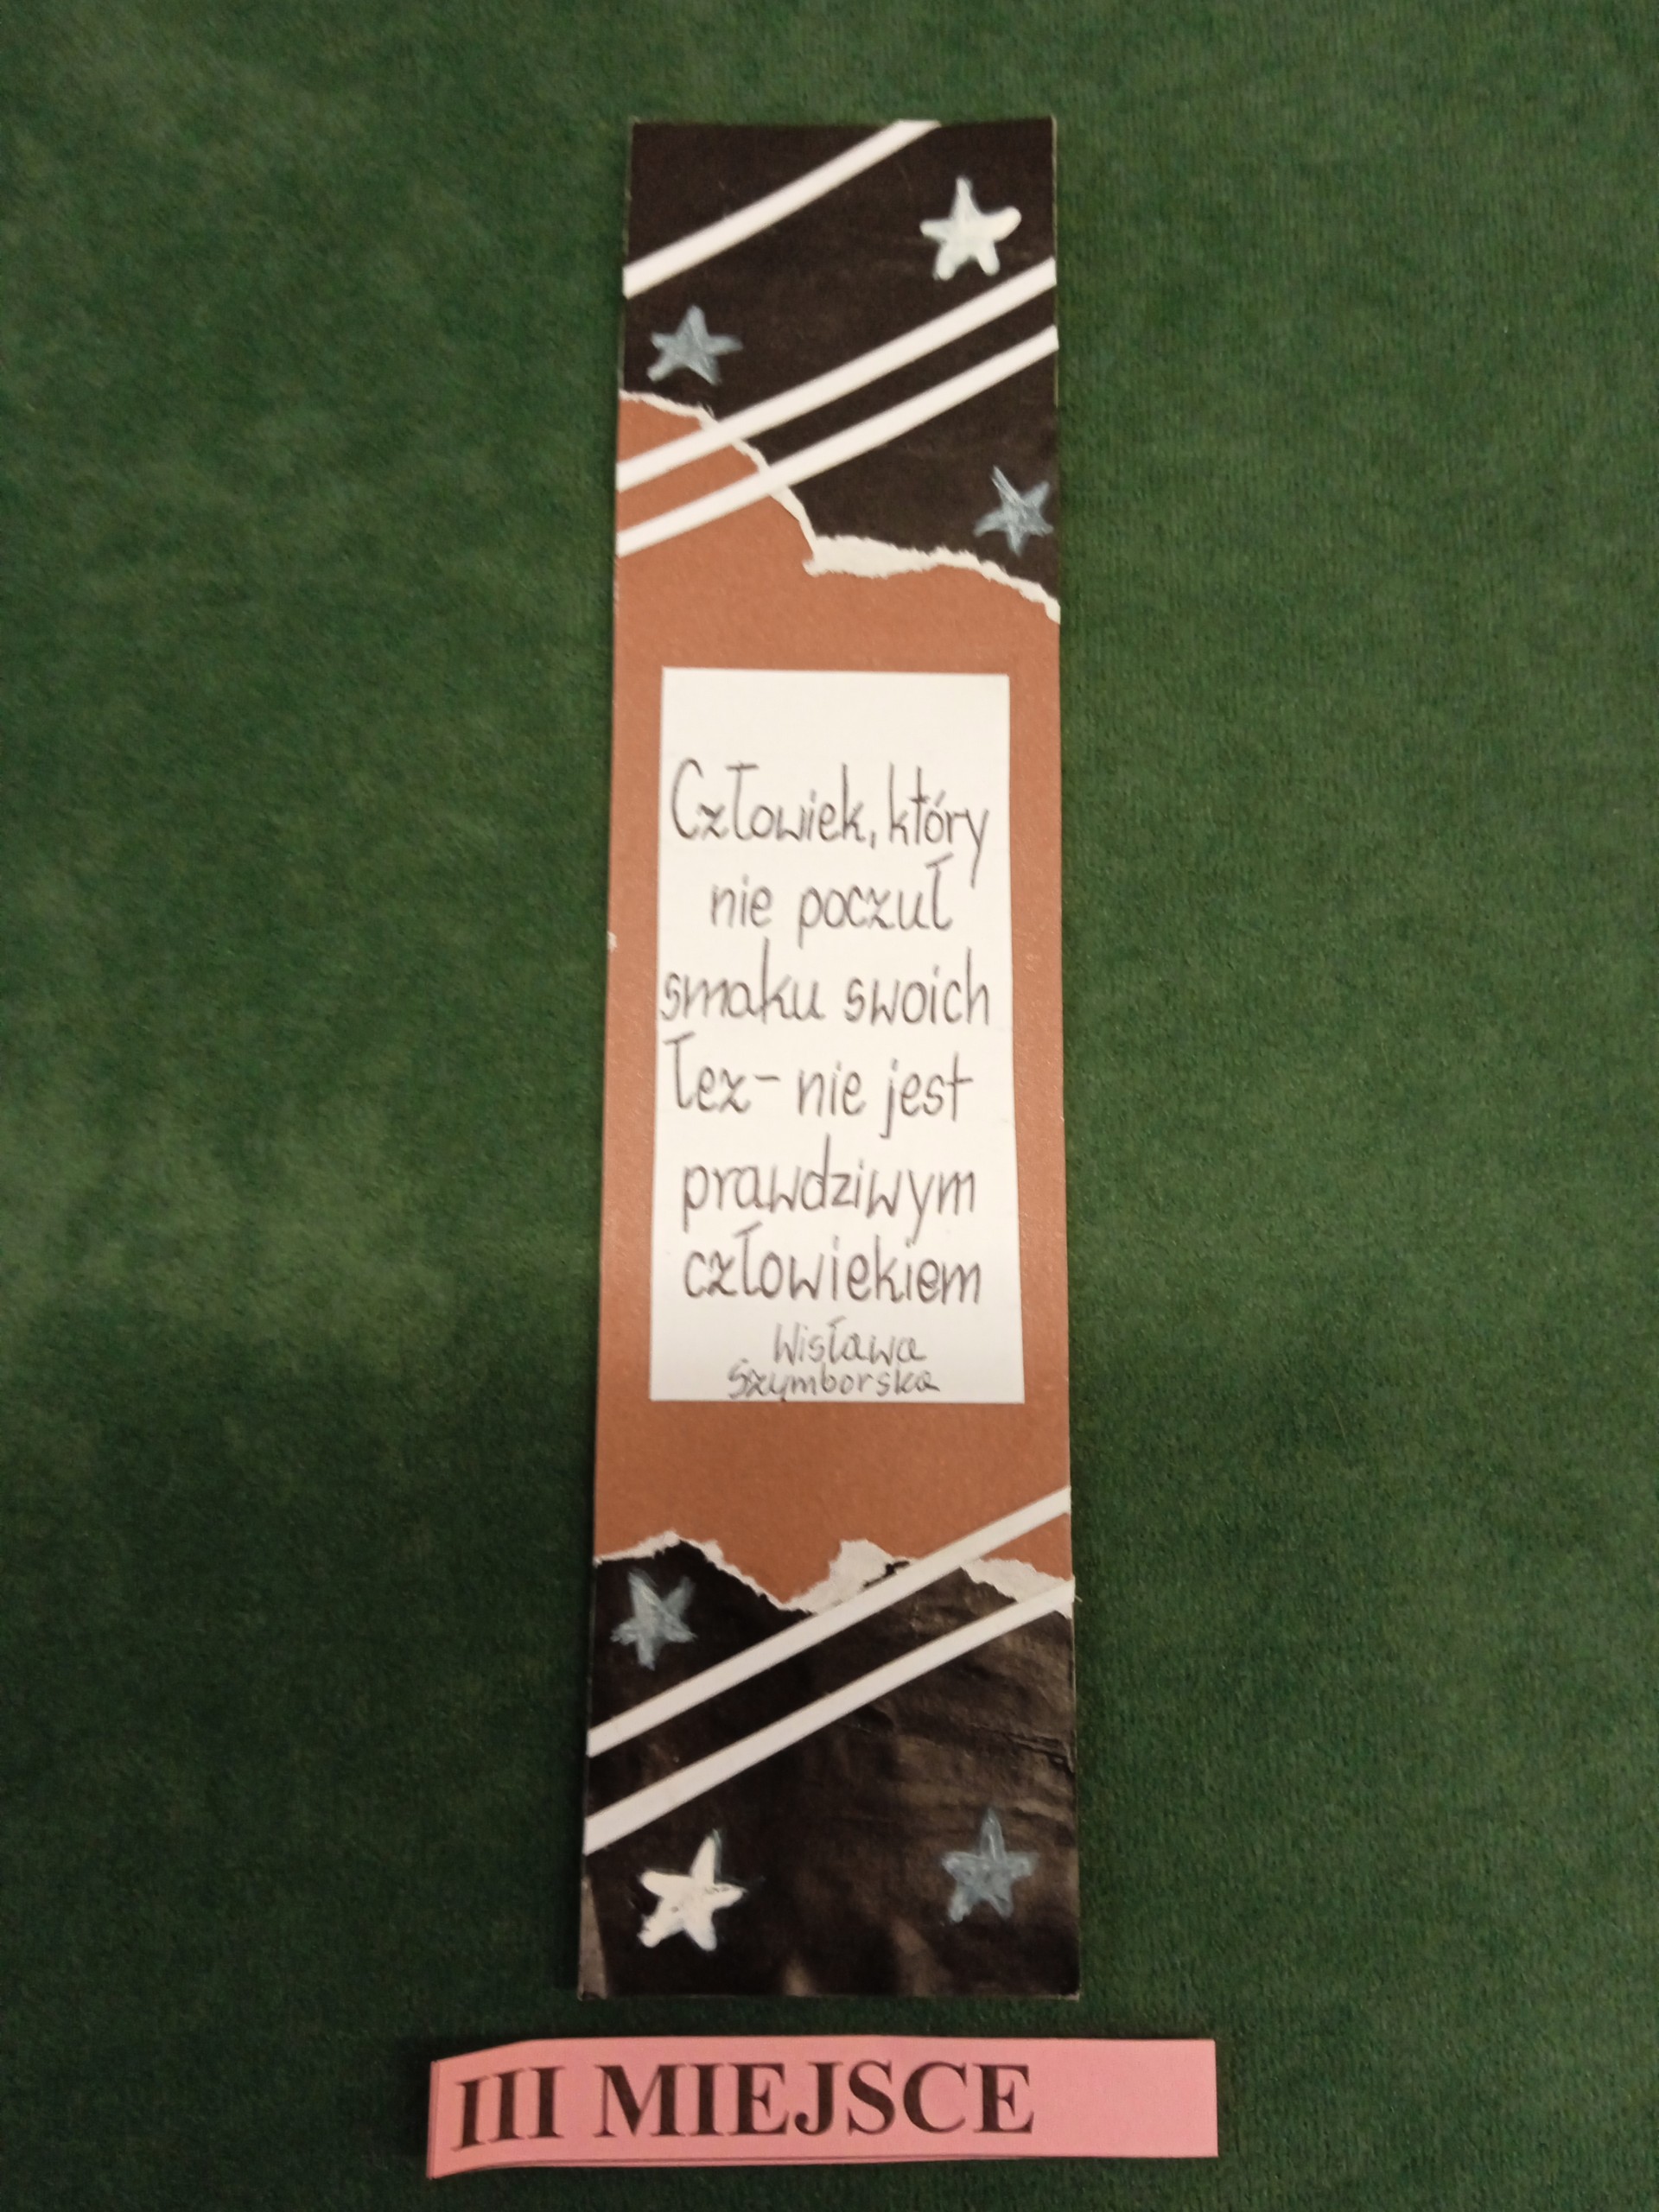 Człowiek, który
nie poczuł
smaku swoich
łez - nie jest
prawdziwym
człowiekiem
Wisława
Szymborska
III MIEJSCE